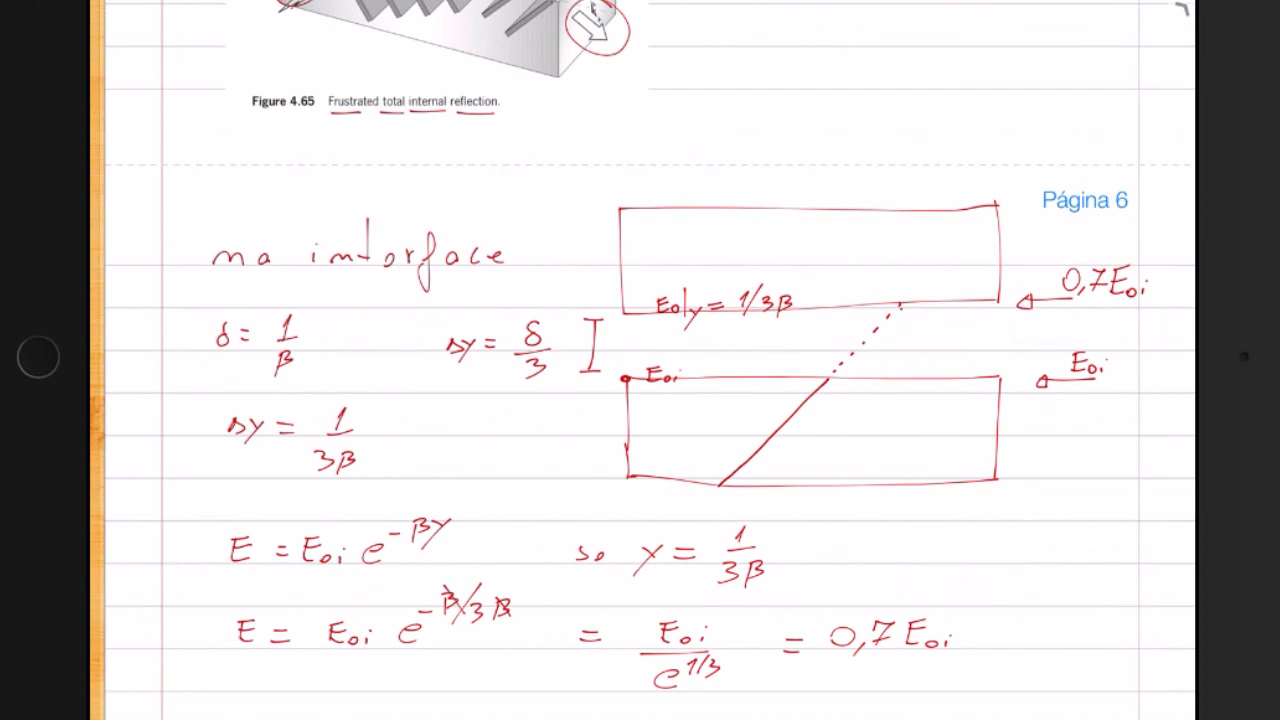 Figure 4.65 Frustrated total internal reflection.
Página 6
na interface
0,7E₀ᵢ
E₀|y = 1/3β
δ = 1/β
Δy = δ/3
E₀ᵢ
E₀ᵢ
Δy = 1/3β
E = E₀ᵢ e^-βy
so y = 1/3β
E = E₀ᵢ e^-β/3β = E₀ᵢ/e^1/3 = 0,7 E₀ᵢ